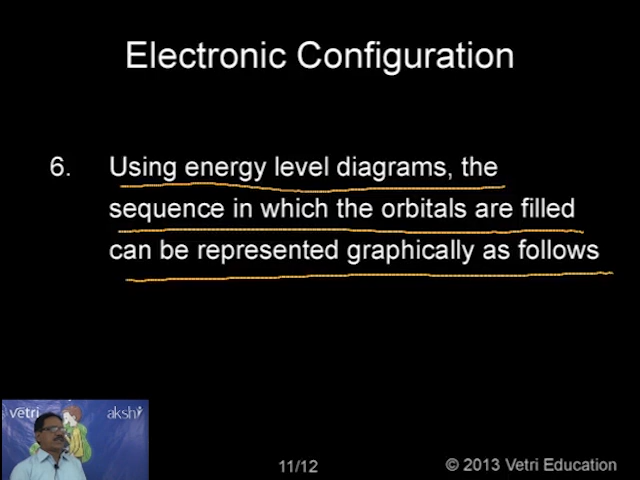 Electronic Configuration
6. Using energy level diagrams, the
sequence in which the orbitals are filled
can be represented graphically as follows
vetri
akshi
11/12
© 2013 Vetri Education